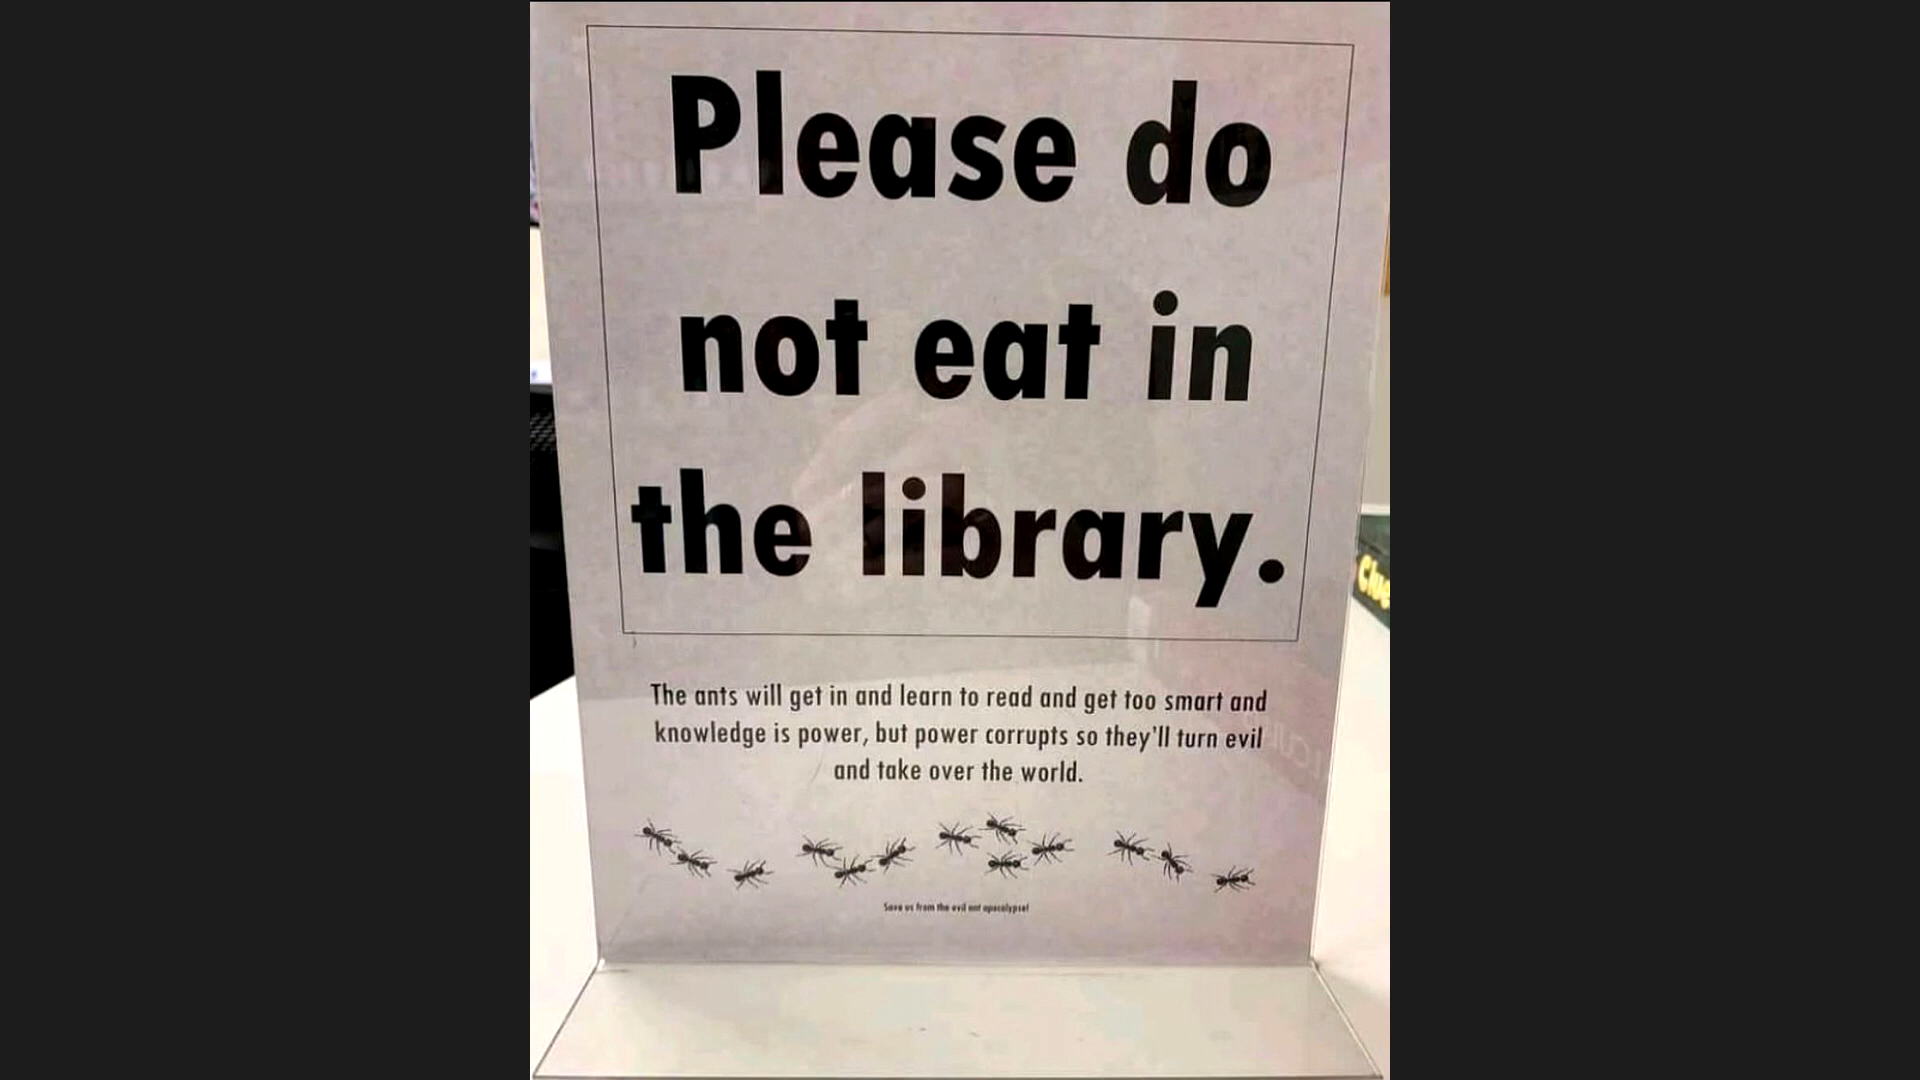 Please do
not eat in
the library.
The ants will get in and learn to read and get too smart and
knowledge is power, but power corrupts so they'll turn evil
and take over the world.
Save us from the evil ant apocalypse!
Clue